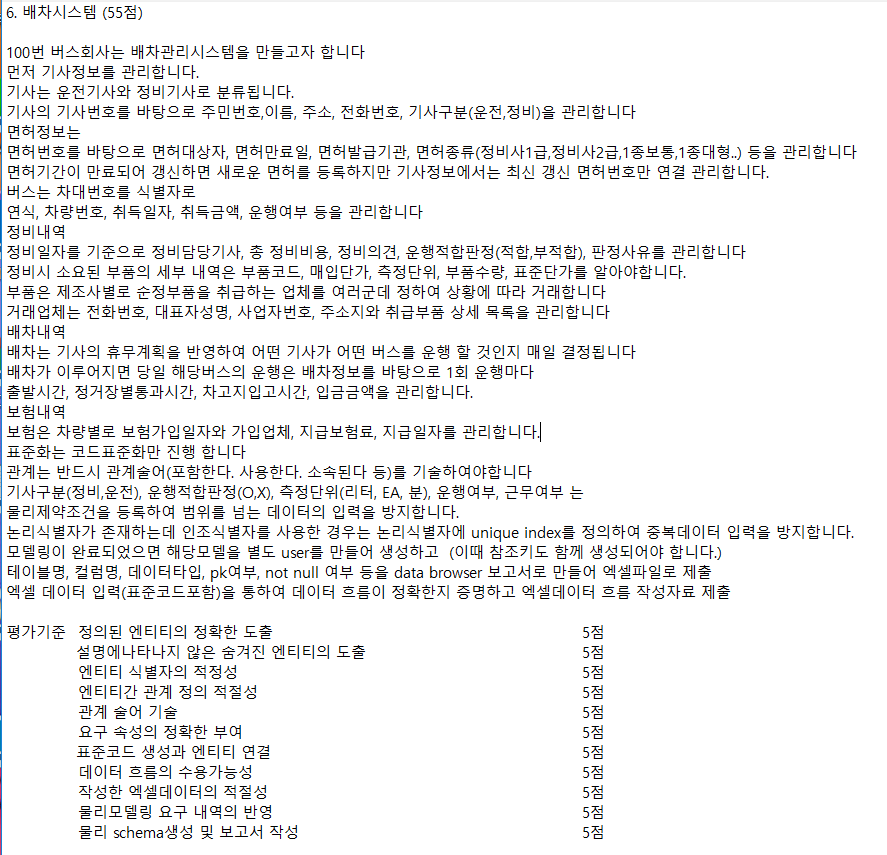 6. 배차시스템 (55점)
100번 버스회사는 배차관리시스템을 만들고자 합니다
먼저 기사정보를 관리합니다.
기사는 운전기사와 정비기사로 분류됩니다.
기사의 기사번호를 바탕으로 주민번호,이름, 주소, 전화번호, 기사구분(운전,정비)을 관리합니다
면허정보는
면허번호를 바탕으로 면허대상자, 면허만료일, 면허발급기관, 면허종류(정비사1급,정비사2급,1종보통,1종대형..) 등을 관리합니다
면허기간이 만료되어 갱신하면 새로운 면허를 등록하지만 기사정보에서는 최신 갱신 면허번호만 연결 관리합니다.
버스는 차대번호를 식별자로
연식, 차량번호, 취득일자, 취득금액, 운행여부 등을 관리합니다
정비내역
정비일자를 기준으로 정비담당기사, 총 정비비용, 정비의견, 운행적합판정(적합,부적합), 판정사유를 관리합니다
정비시 소요된 부품의 세부 내역은 부품코드, 매입단가, 측정단위, 부품수량, 표준단가를 알아야합니다.
부품은 제조사별로 순정부품을 취급하는 업체를 여러군데 정하여 상황에 따라 거래합니다
거래업체는 전화번호, 대표자성명, 사업자번호, 주소지와 취급부품 상세 목록을 관리합니다
배차내역
배차는 기사의 휴무계획을 반영하여 어떤 기사가 어떤 버스를 운행 할 것인지 매일 결정됩니다
배차가 이루어지면 당일 해당버스의 운행은 배차정보를 바탕으로 1회 운행마다
출발시간, 정거장별통과시간, 차고지입고시간, 입금금액을 관리합니다.
보험내역
보험은 차량별로 보험가입일자와 가입업체, 지급보험료, 지급일자를 관리합니다.
표준화는 코드표준화만 진행 합니다
관계는 반드시 관계술어(포함한다. 사용한다. 소속된다 등)를 기술하여야합니다
기사구분(정비,운전), 운행적합판정(O,X), 측정단위(리터, EA, 분), 운행여부, 근무여부 는
물리제약조건을 등록하여 범위를 넘는 데이터의 입력을 방지합니다.
논리식별자가 존재하는데 인조식별자를 사용한 경우는 논리식별자에 unique index를 정의하여 중복데이터 입력을 방지합니다.
모델링이 완료되었으면 해당모델을 별도 user를 만들어 생성하고 (이때 참조키도 함께 생성되어야 합니다.)
테이블명, 컬럼명, 데이터타입, pk여부, not null 여부 등을 data browser 보고서로 만들어 엑셀파일로 제출
엑셀 데이터 입력(표준코드포함)을 통하여 데이터 흐름이 정확한지 증명하고 엑셀데이터 흐름 작성자료 제출
평가기준 정의된 엔티티의 정확한 도출 5점
설명에나타나지 않은 숨겨진 엔티티의 도출 5점
엔티티 식별자의 적정성 5점
엔티티간 관계 정의 적절성 5점
관계 술어 기술 5점
요구 속성의 정확한 부여 5점
표준코드 생성과 엔티티 연결 5점
데이터 흐름의 수용가능성 5점
작성한 엑셀데이터의 적절성 5점
물리모델링 요구 내역의 반영 5점
물리 schema생성 및 보고서 작성 5점